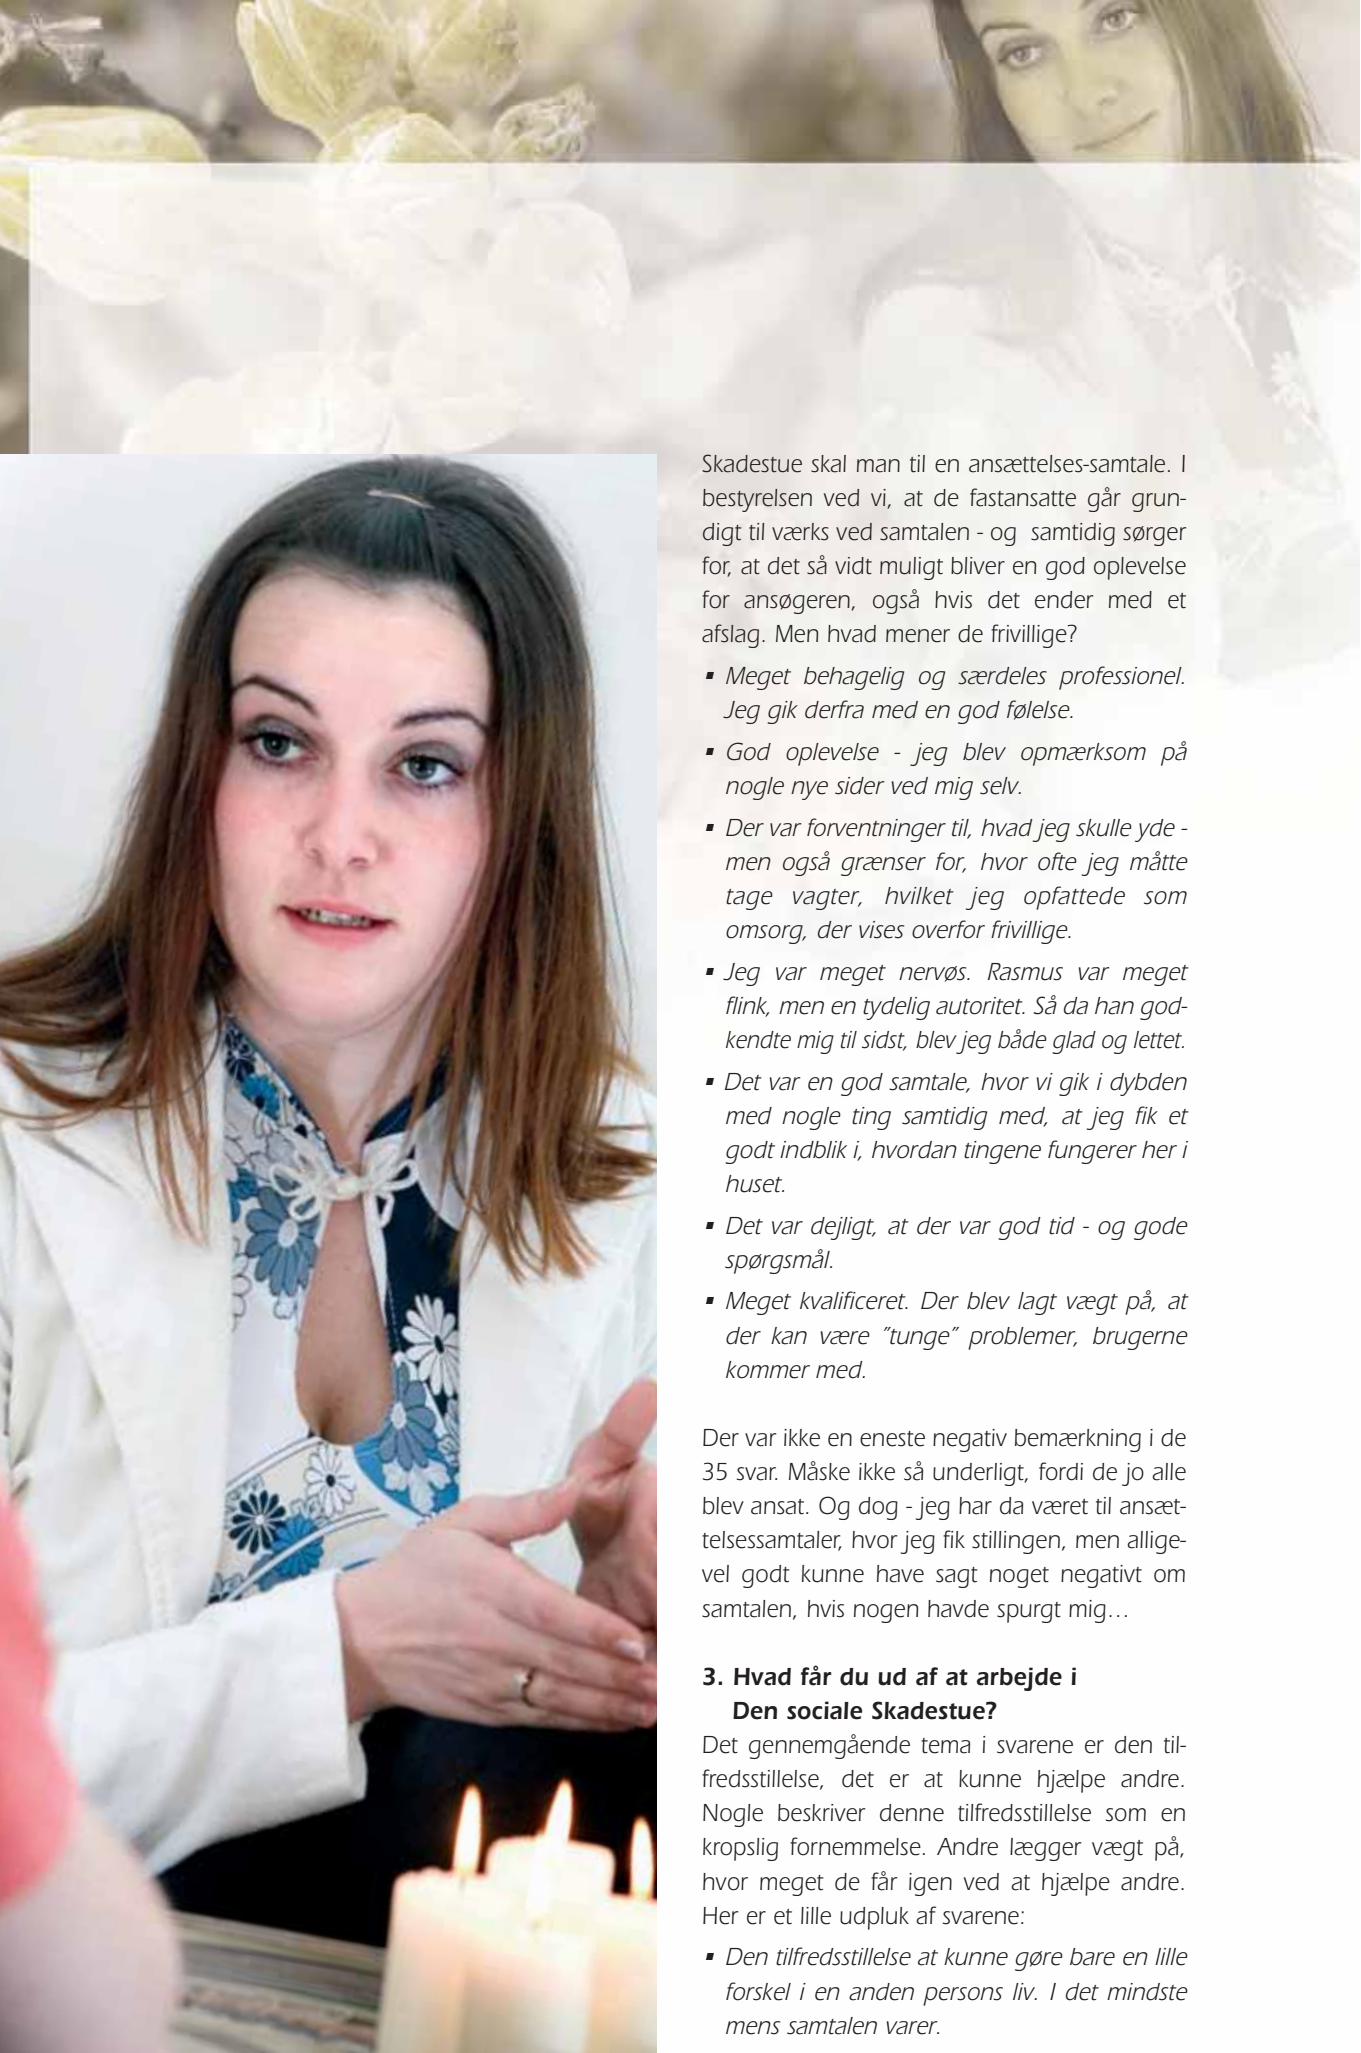 Skadestue skal man til en ansættelses-samtale. I
bestyrelsen ved vi, at de fastansatte går grun-
digt til værks ved samtalen - og samtidig sørger
for, at det så vidt muligt bliver en god oplevelse
for ansøgeren, også hvis det ender med et
afslag. Men hvad mener de frivillige?
▪ Meget behagelig og særdeles professionel.
Jeg gik derfra med en god følelse.
▪ God oplevelse - jeg blev opmærksom på
nogle nye sider ved mig selv.
▪ Der var forventninger til, hvad jeg skulle yde -
men også grænser for, hvor ofte jeg måtte
tage vagter, hvilket jeg opfattede som
omsorg, der vises overfor frivillige.
▪ Jeg var meget nervøs. Rasmus var meget
flink, men en tydelig autoritet. Så da han god-
kendte mig til sidst, blev jeg både glad og lettet.
▪ Det var en god samtale, hvor vi gik i dybden
med nogle ting samtidig med, at jeg fik et
godt indblik i, hvordan tingene fungerer her i
huset.
▪ Det var dejligt, at der var god tid - og gode
spørgsmål.
▪ Meget kvalificeret. Der blev lagt vægt på, at
der kan være ”tunge” problemer, brugerne
kommer med.
Der var ikke en eneste negativ bemærkning i de
35 svar. Måske ikke så underligt, fordi de jo alle
blev ansat. Og dog - jeg har da været til ansæt-
telsessamtaler, hvor jeg fik stillingen, men allige-
vel godt kunne have sagt noget negativt om
samtalen, hvis nogen havde spurgt mig…
3. Hvad får du ud af at arbejde i
Den sociale Skadestue?
Det gennemgående tema i svarene er den til-
fredsstillelse, det er at kunne hjælpe andre.
Nogle beskriver denne tilfredsstillelse som en
kropslig fornemmelse. Andre lægger vægt på,
hvor meget de får igen ved at hjælpe andre.
Her er et lille udpluk af svarene:
▪ Den tilfredsstillelse at kunne gøre bare en lille
forskel i en anden persons liv. I det mindste
mens samtalen varer.